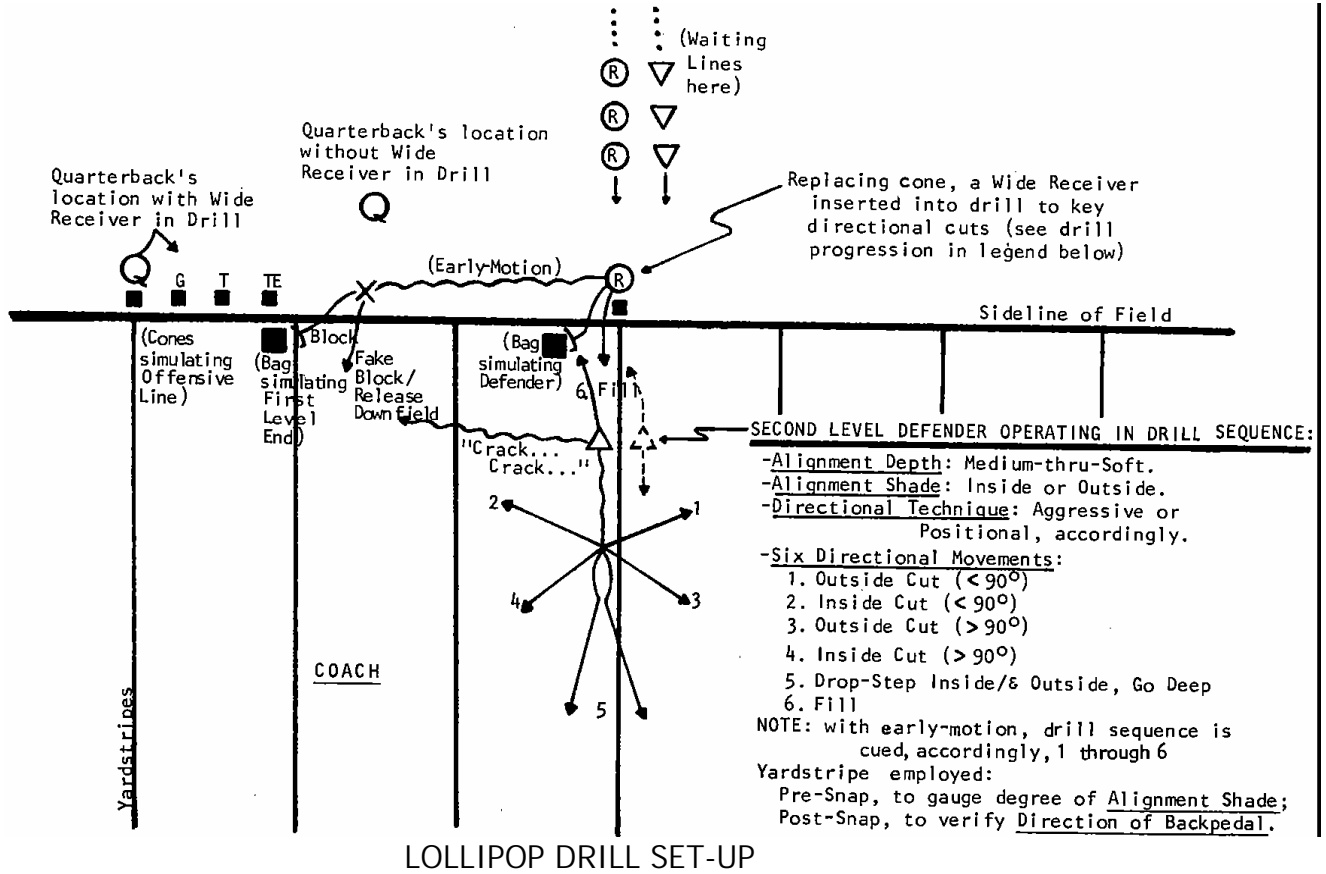 (Waiting
Lines
here)
R
R
R
Quarterback's location
without Wide
Receiver in Drill
Q
Quarterback's
location with Wide
Receiver in Drill
Q
G T TE
Replacing cone, a Wide Receiver
inserted into drill to key
directional cuts (see drill
progression in legend below)
(Early-Motion)
R
X
Sideline of Field
(Cones
simulating
Offensive
Line)
Block
(Bag
simulating
First
Level
End)
Fake
Block/
Release
Downfield
(Bag
simulating
Defender)
6. Fill
"Crack...
Crack..."
2
1
4
3
5
COACH
Yardstripes
SECOND LEVEL DEFENDER OPERATING IN DRILL SEQUENCE:
-Alignment Depth: Medium-thru-Soft.
-Alignment Shade: Inside or Outside.
-Directional Technique: Aggressive or
Positional, accordingly.
-Six Directional Movements:
1. Outside Cut (< 90º)
2. Inside Cut (< 90º)
3. Outside Cut (> 90º)
4. Inside Cut (> 90º)
5. Drop-Step Inside/& Outside, Go Deep
6. Fill
NOTE: with early-motion, drill sequence is
cued, accordingly, 1 through 6
Yardstripe employed:
Pre-Snap, to gauge degree of Alignment Shade;
Post-Snap, to verify Direction of Backpedal.
LOLLIPOP DRILL SET-UP